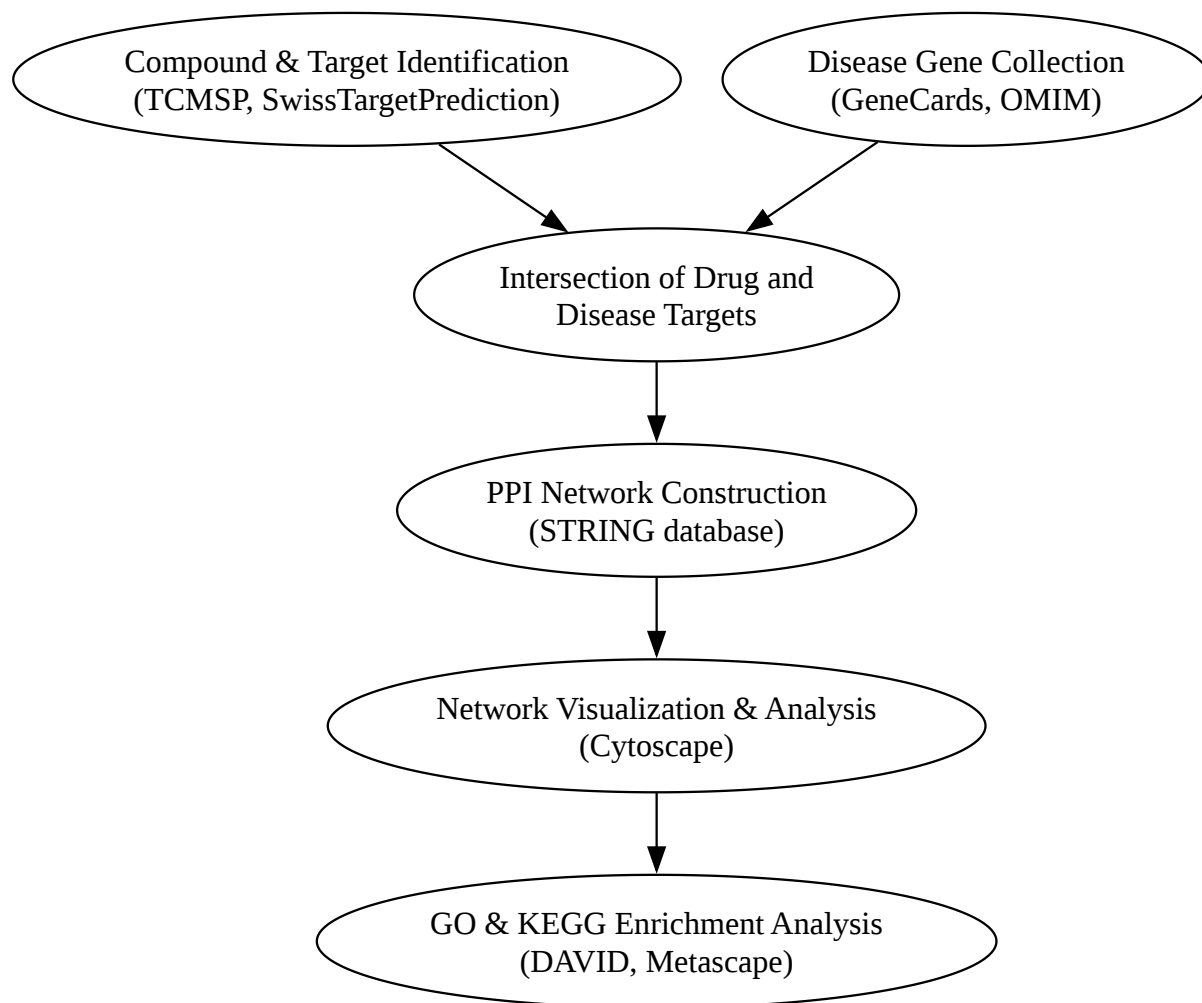 Compound & Target Identification
(TCMSP, SwissTargetPrediction)
Disease Gene Collection
(GeneCards, OMIM)
Intersection of Drug and
Disease Targets
PPI Network Construction
(STRING database)
Network Visualization & Analysis
(Cytoscape)
GO & KEGG Enrichment Analysis
(DAVID, Metascape)